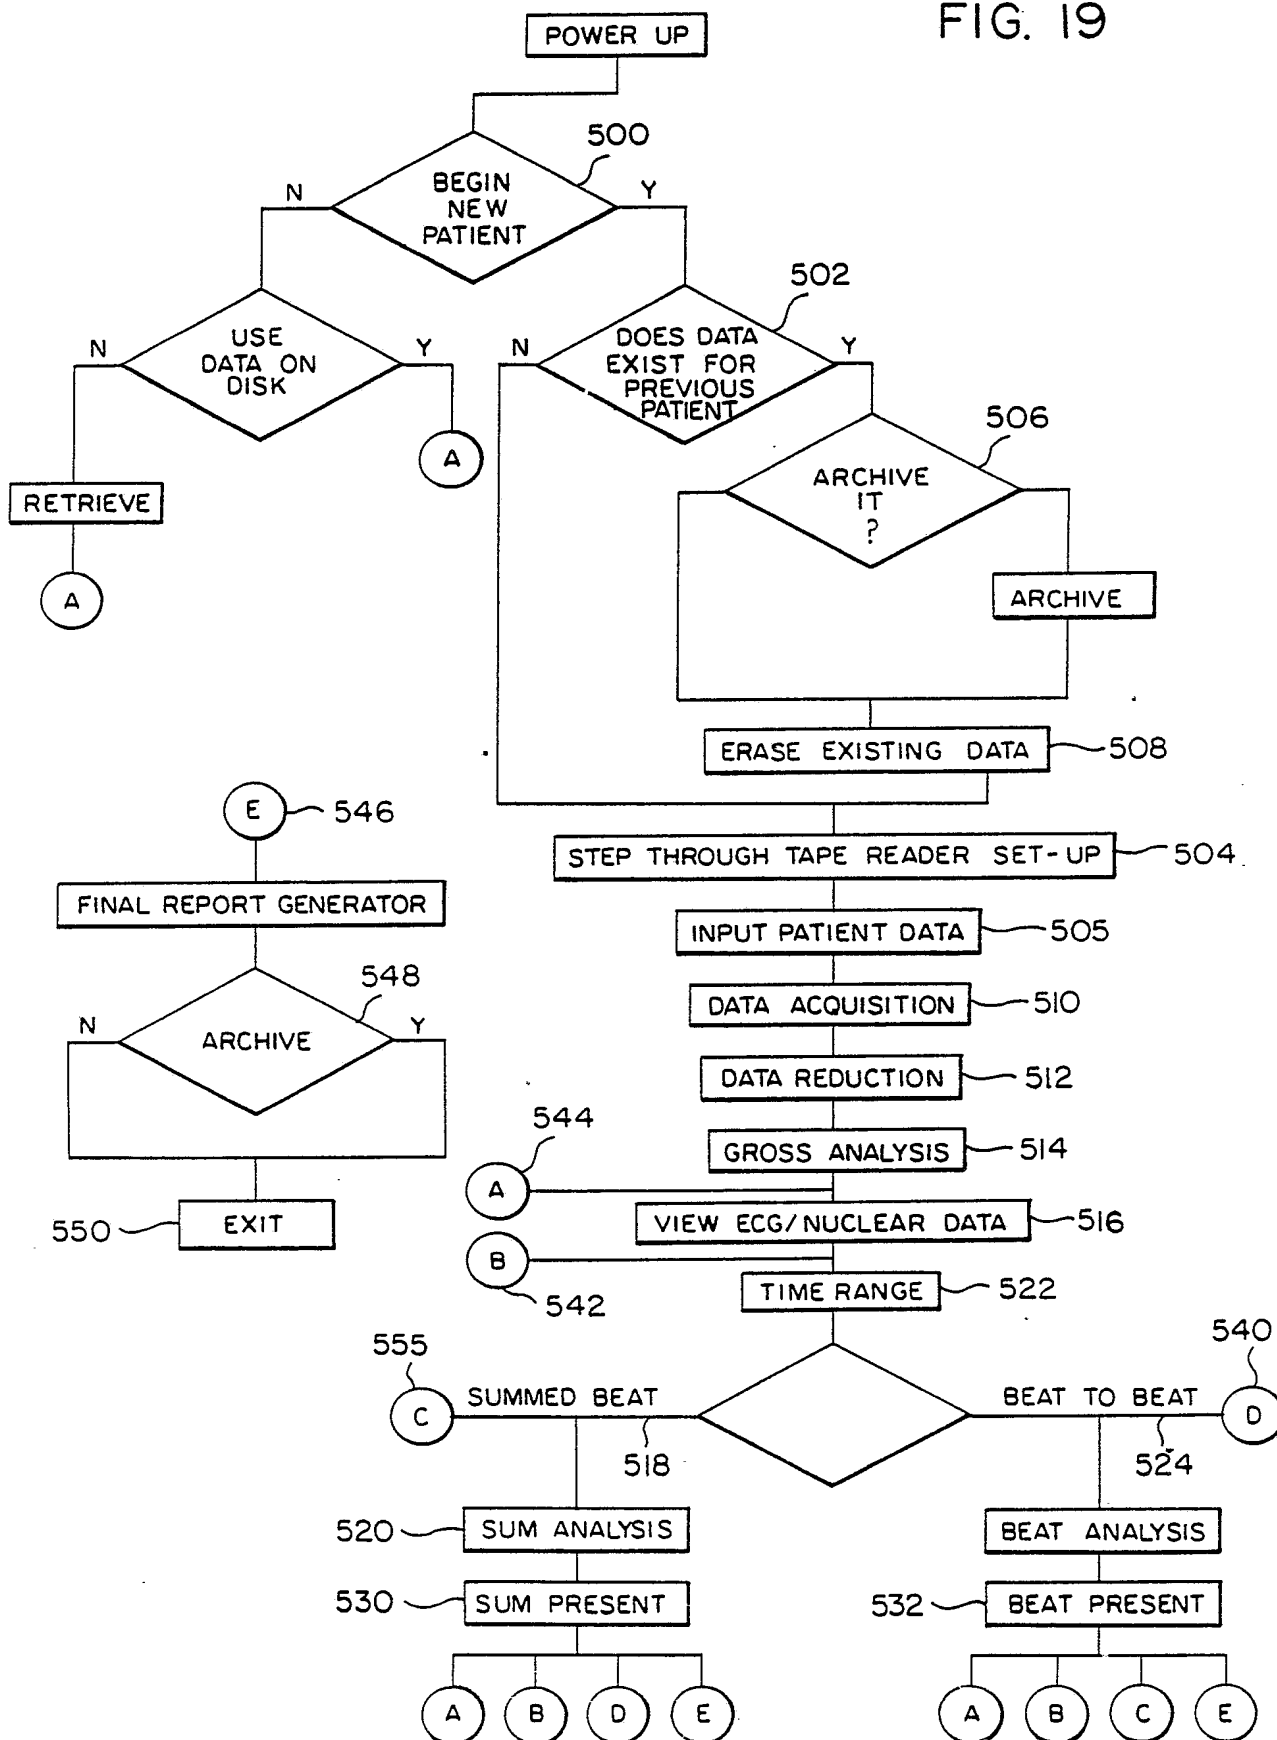 FIG. 19
POWER UP
500
BEGIN
NEW
PATIENT
N
Y
502
USE
DATA ON
DISK
N
Y
DOES DATA
EXIST FOR
PREVIOUS
PATIENT
N
Y
506
A
ARCHIVE
IT
?
RETRIEVE
A
ARCHIVE
ERASE EXISTING DATA
508
E
546
STEP THROUGH TAPE READER SET-UP
504
FINAL REPORT GENERATOR
INPUT PATIENT DATA
505
548
N
Y
ARCHIVE
DATA ACQUISITION
510
DATA REDUCTION
512
544
GROSS ANALYSIS
514
A
550
EXIT
VIEW ECG/NUCLEAR DATA
516
B
542
TIME RANGE
522
555
540
C
SUMMED BEAT
518
BEAT TO BEAT
524
D
520
SUM ANALYSIS
BEAT ANALYSIS
530
SUM PRESENT
532
BEAT PRESENT
A
B
D
E
A
B
C
E